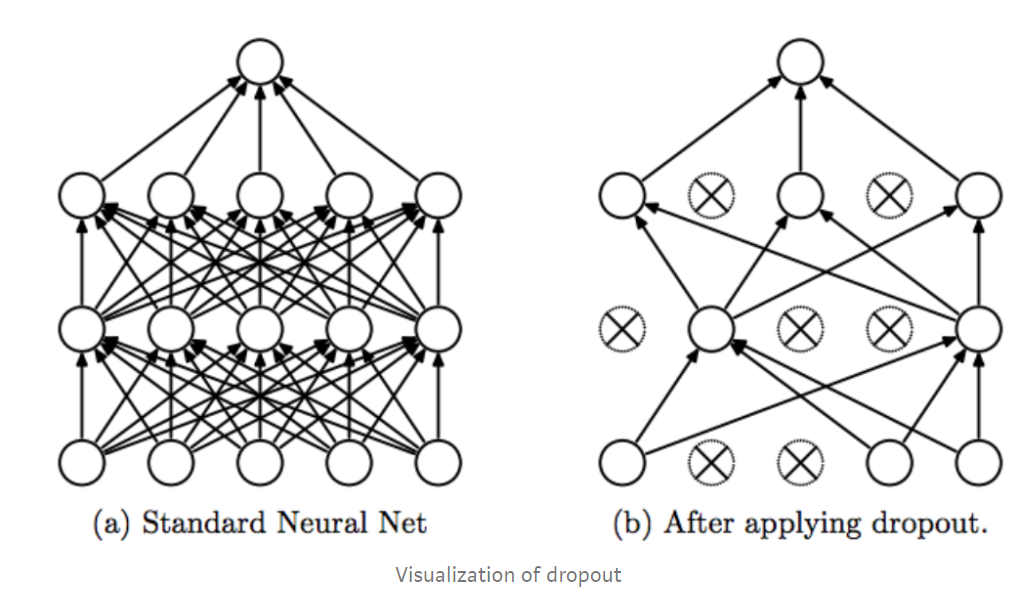 (a) Standard Neural Net
(b) After applying dropout.
Visualization of dropout